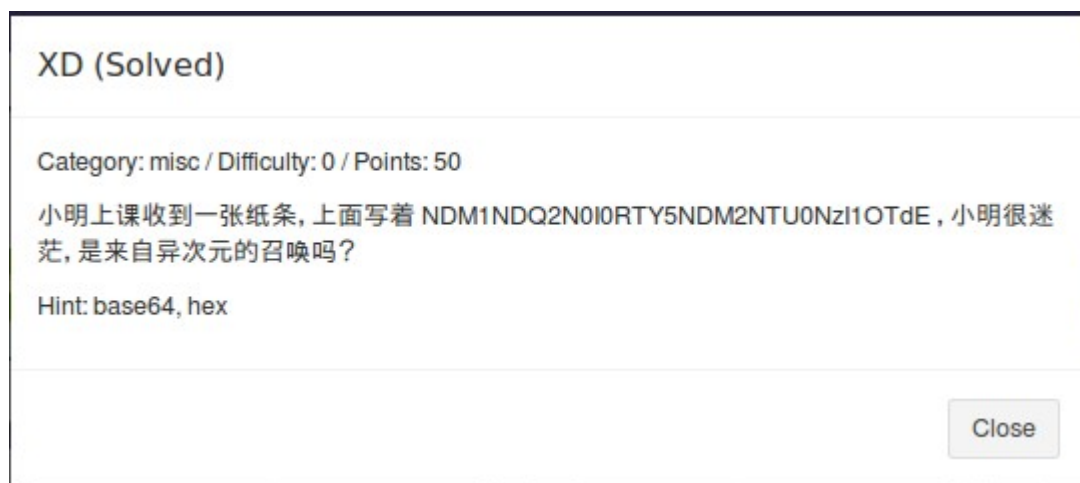 XD (Solved)
Category: misc / Difficulty: 0 / Points: 50
小明上课收到一张纸条, 上面写着 NDM1NDQ2N0I0RTY5NDM2NTU0NzI1OTdE , 小明很迷
茫, 是来自异次元的召唤吗?
Hint: base64, hex
Close